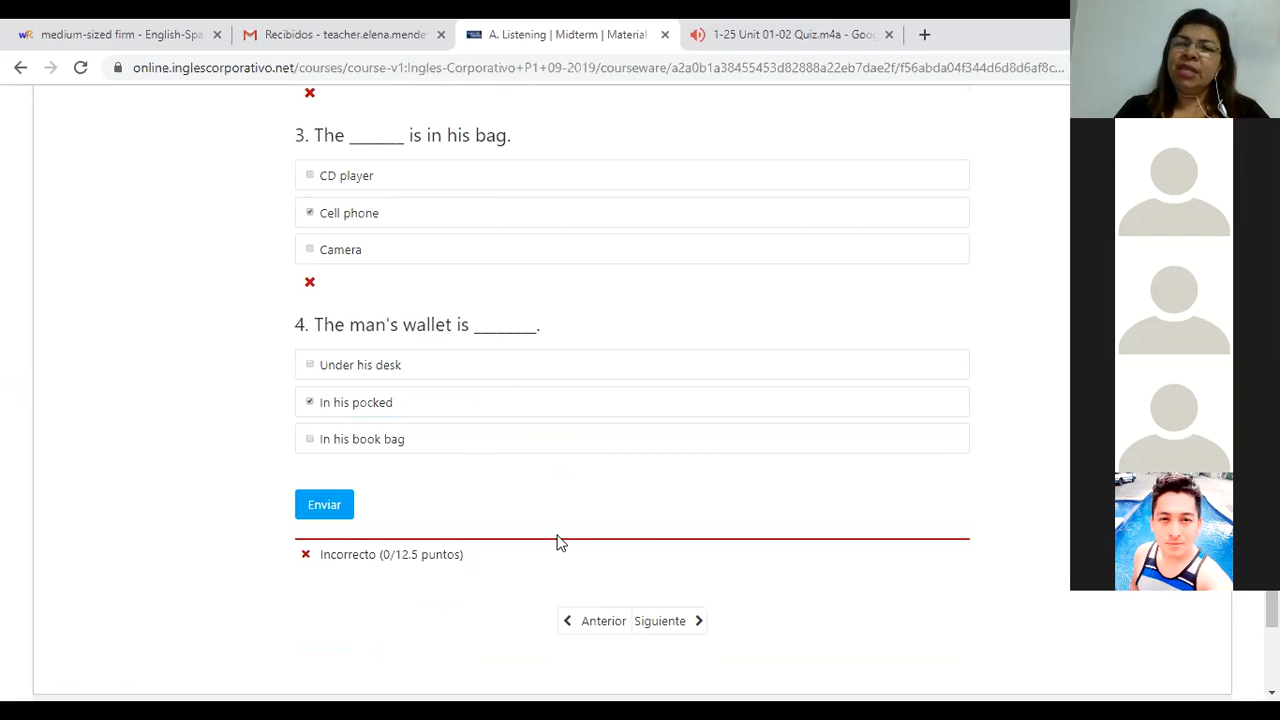 medium-sized firm - English-Spa
Recibidos - teacher.elena.mende
A. Listening | Midterm | Material
1-25 Unit 01-02 Quiz.m4a - Goo
online.inglescorporativo.net/courses/course-v1:Ingles-Corporativo+P1+09-2019/courseware/a2a0b1a38455453d82888a22eb7dae2f/f56abda04f344d6d8d6af8c...
3. The _______ is in his bag.
CD player
Cell phone
Camera
4. The man's wallet is ________.
Under his desk
In his pocked
In his book bag
Enviar
Incorrecto (0/12.5 puntos)
Anterior
Siguiente